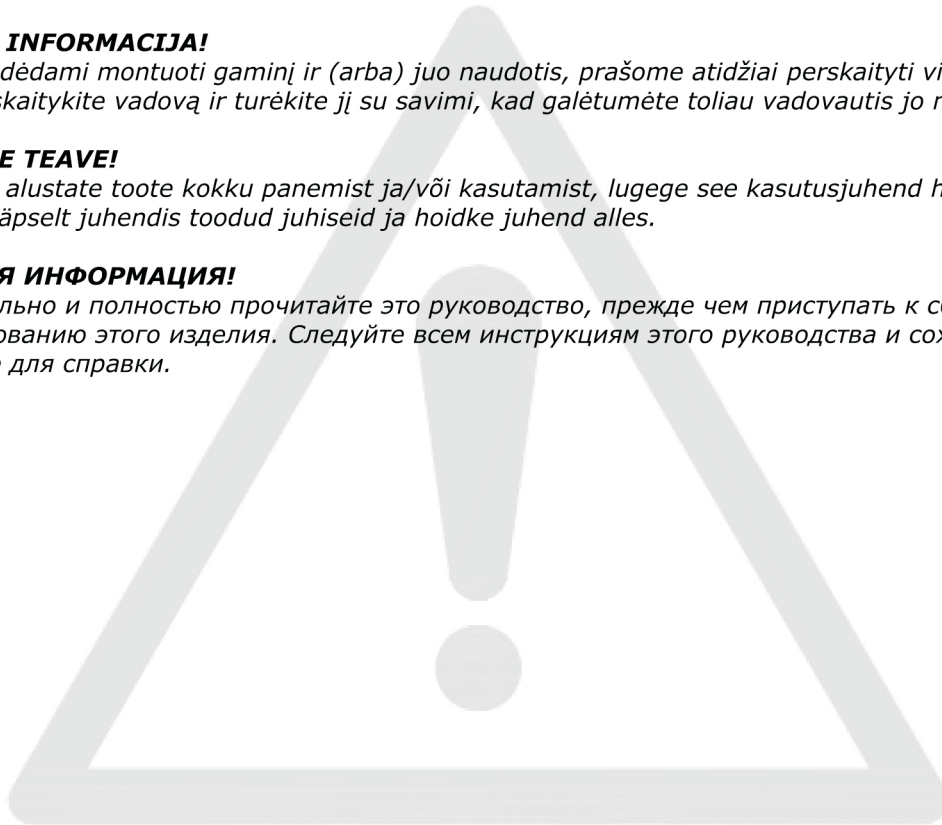 INFORMACIJA!
dėdami montuoti gaminį ir (arba) juo naudotis, prašome atidžiai perskaityti vi
skaitykite vadovą ir turėkite jį su savimi, kad galėtumėte toliau vadovautis jo
E TEAVE!
alustate toote kokku panemist ja/või kasutamist, lugege see kasutusjuhend h
äpselt juhendis toodud juhiseid ja hoidke juhend alles.
Я ИНФОРМАЦИЯ!
льно и полностью прочитайте это руководство, прежде чем приступать к с
ованию этого изделия. Следуйте всем инструкциям этого руководства и сох
для справки.